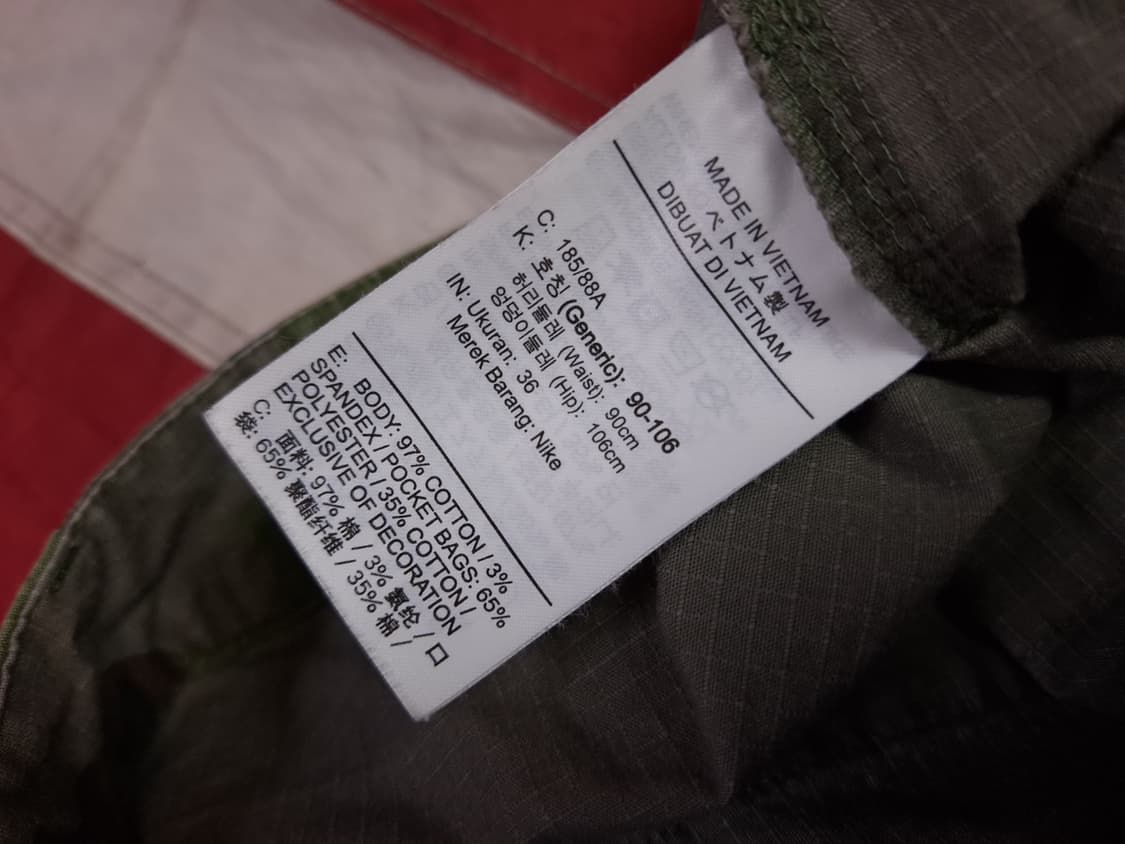 MADE IN VIETNAM
ベトナム製
DIBUAT DI VIETNAM
C: 185/88A
K: 호칭 (Generic): 90-106
허리둘레 (Waist): 90cm
엉덩이둘레 (Hip): 106cm
IN: Ukuran: 36
Merek Barang: Nike
E: BODY: 97% COTTON / 3%
SPANDEX / POCKET BAGS: 65%
POLYESTER / 35% COTTON /
EXCLUSIVE OF DECORATION
C: 面料: 97% 棉 / 3% 氨纶 / 口
袋: 65% 聚酯纤维 / 35% 棉 /